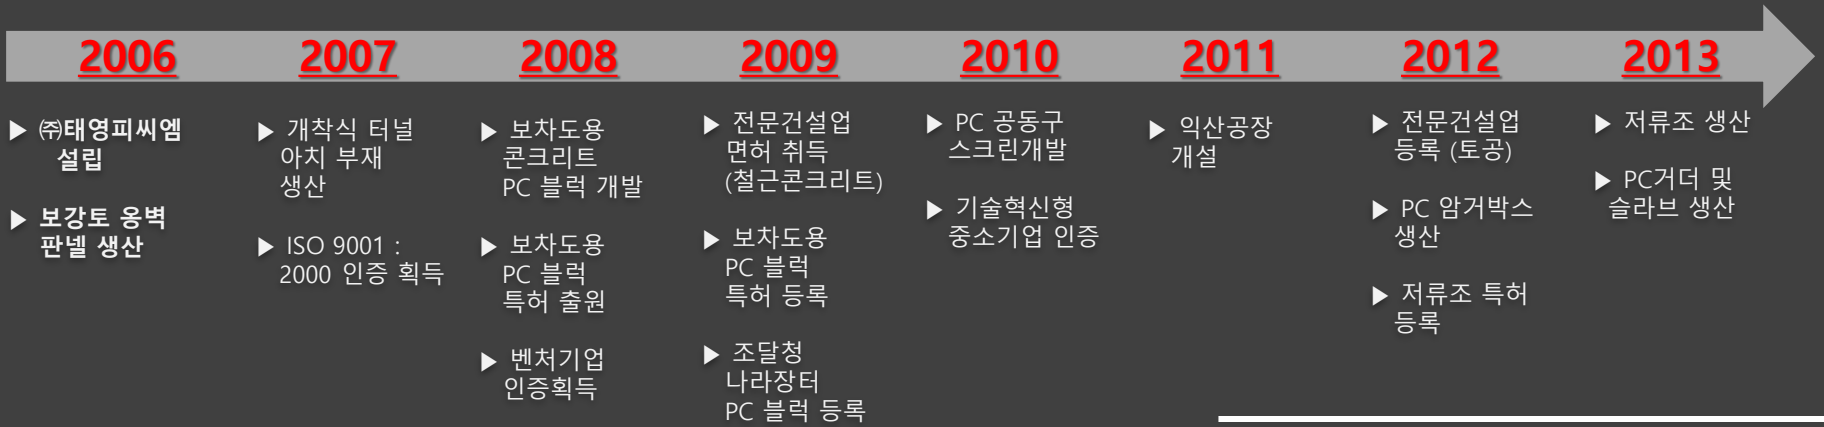 2006 2007 2008 2009 2010 2011 2012 2013
▶ ㈜태영피씨엠
설립
▶ 보강토 옹벽
판넬 생산
▶ 개착식 터널
아치 부재
생산
▶ ISO 9001 :
2000 인증 획득
▶ 보차도용
콘크리트
PC 블럭 개발
▶ 보차도용
PC 블럭
특허 출원
▶ 벤처기업
인증획득
▶ 전문건설업
면허 취득
(철근콘크리트)
▶ 보차도용
PC 블럭
특허 등록
▶ 조달청
나라장터
PC 블럭 등록
▶ PC 공동구
스크린개발
▶ 기술혁신형
중소기업 인증
▶ 익산공장
개설
▶ 전문건설업
등록 (토공)
▶ PC 암거박스
생산
▶ 저류조 특허
등록
▶ 저류조 생산
▶ PC거더 및
슬라브 생산